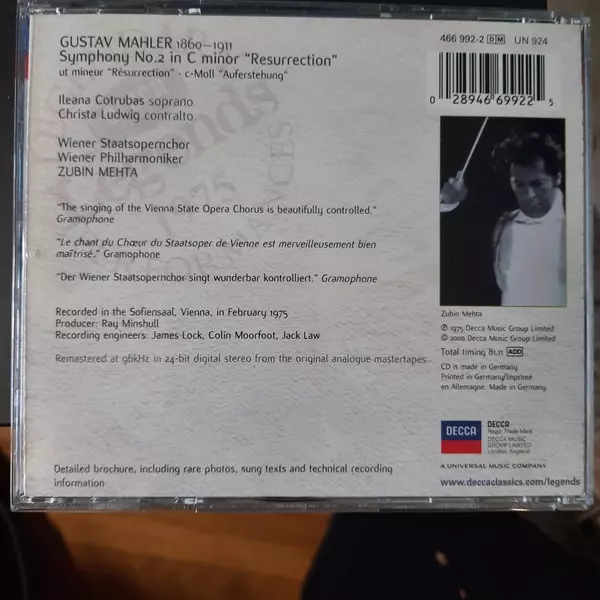 GUSTAV MAHLER 1860–1911
Symphony No.2 in C minor “Resurrection”
ut mineur “Résurrection” · c-Moll “Auferstehung”
466 992-2 DM UN 924
0 28946 69922 5
Ileana Cotrubas soprano
Christa Ludwig contralto
Wiener Staatsopernchor
Wiener Philharmoniker
ZUBIN MEHTA
“The singing of the Vienna State Opera Chorus is beautifully controlled.”
Gramophone
“Le chant du Chœur du Staatsoper de Vienne est merveilleusement bien
maîtrisé.” Gramophone
“Der Wiener Staatsopernchor singt wunderbar kontrolliert.” Gramophone
Recorded in the Sofiensaal, Vienna, in February 1975
Producer: Ray Minshull
Recording engineers: James Lock, Colin Moorfoot, Jack Law
Remastered at 96kHz in 24-bit digital stereo from the original analogue mastertapes
Zubin Mehta
℗ 1975 Decca Music Group Limited
© 2000 Decca Music Group Limited
Total timing 81.11 ADD
CD is made in Germany
Printed in Germany/Imprimé
en Allemagne. Made in Germany
DECCA
DECCA
Regd. Trade Mark
DECCA MUSIC
GROUP LIMITED
London, England
A UNIVERSAL MUSIC COMPANY
Detailed brochure, including rare photos, sung texts and technical recording
information
www.deccaclassics.com/legends